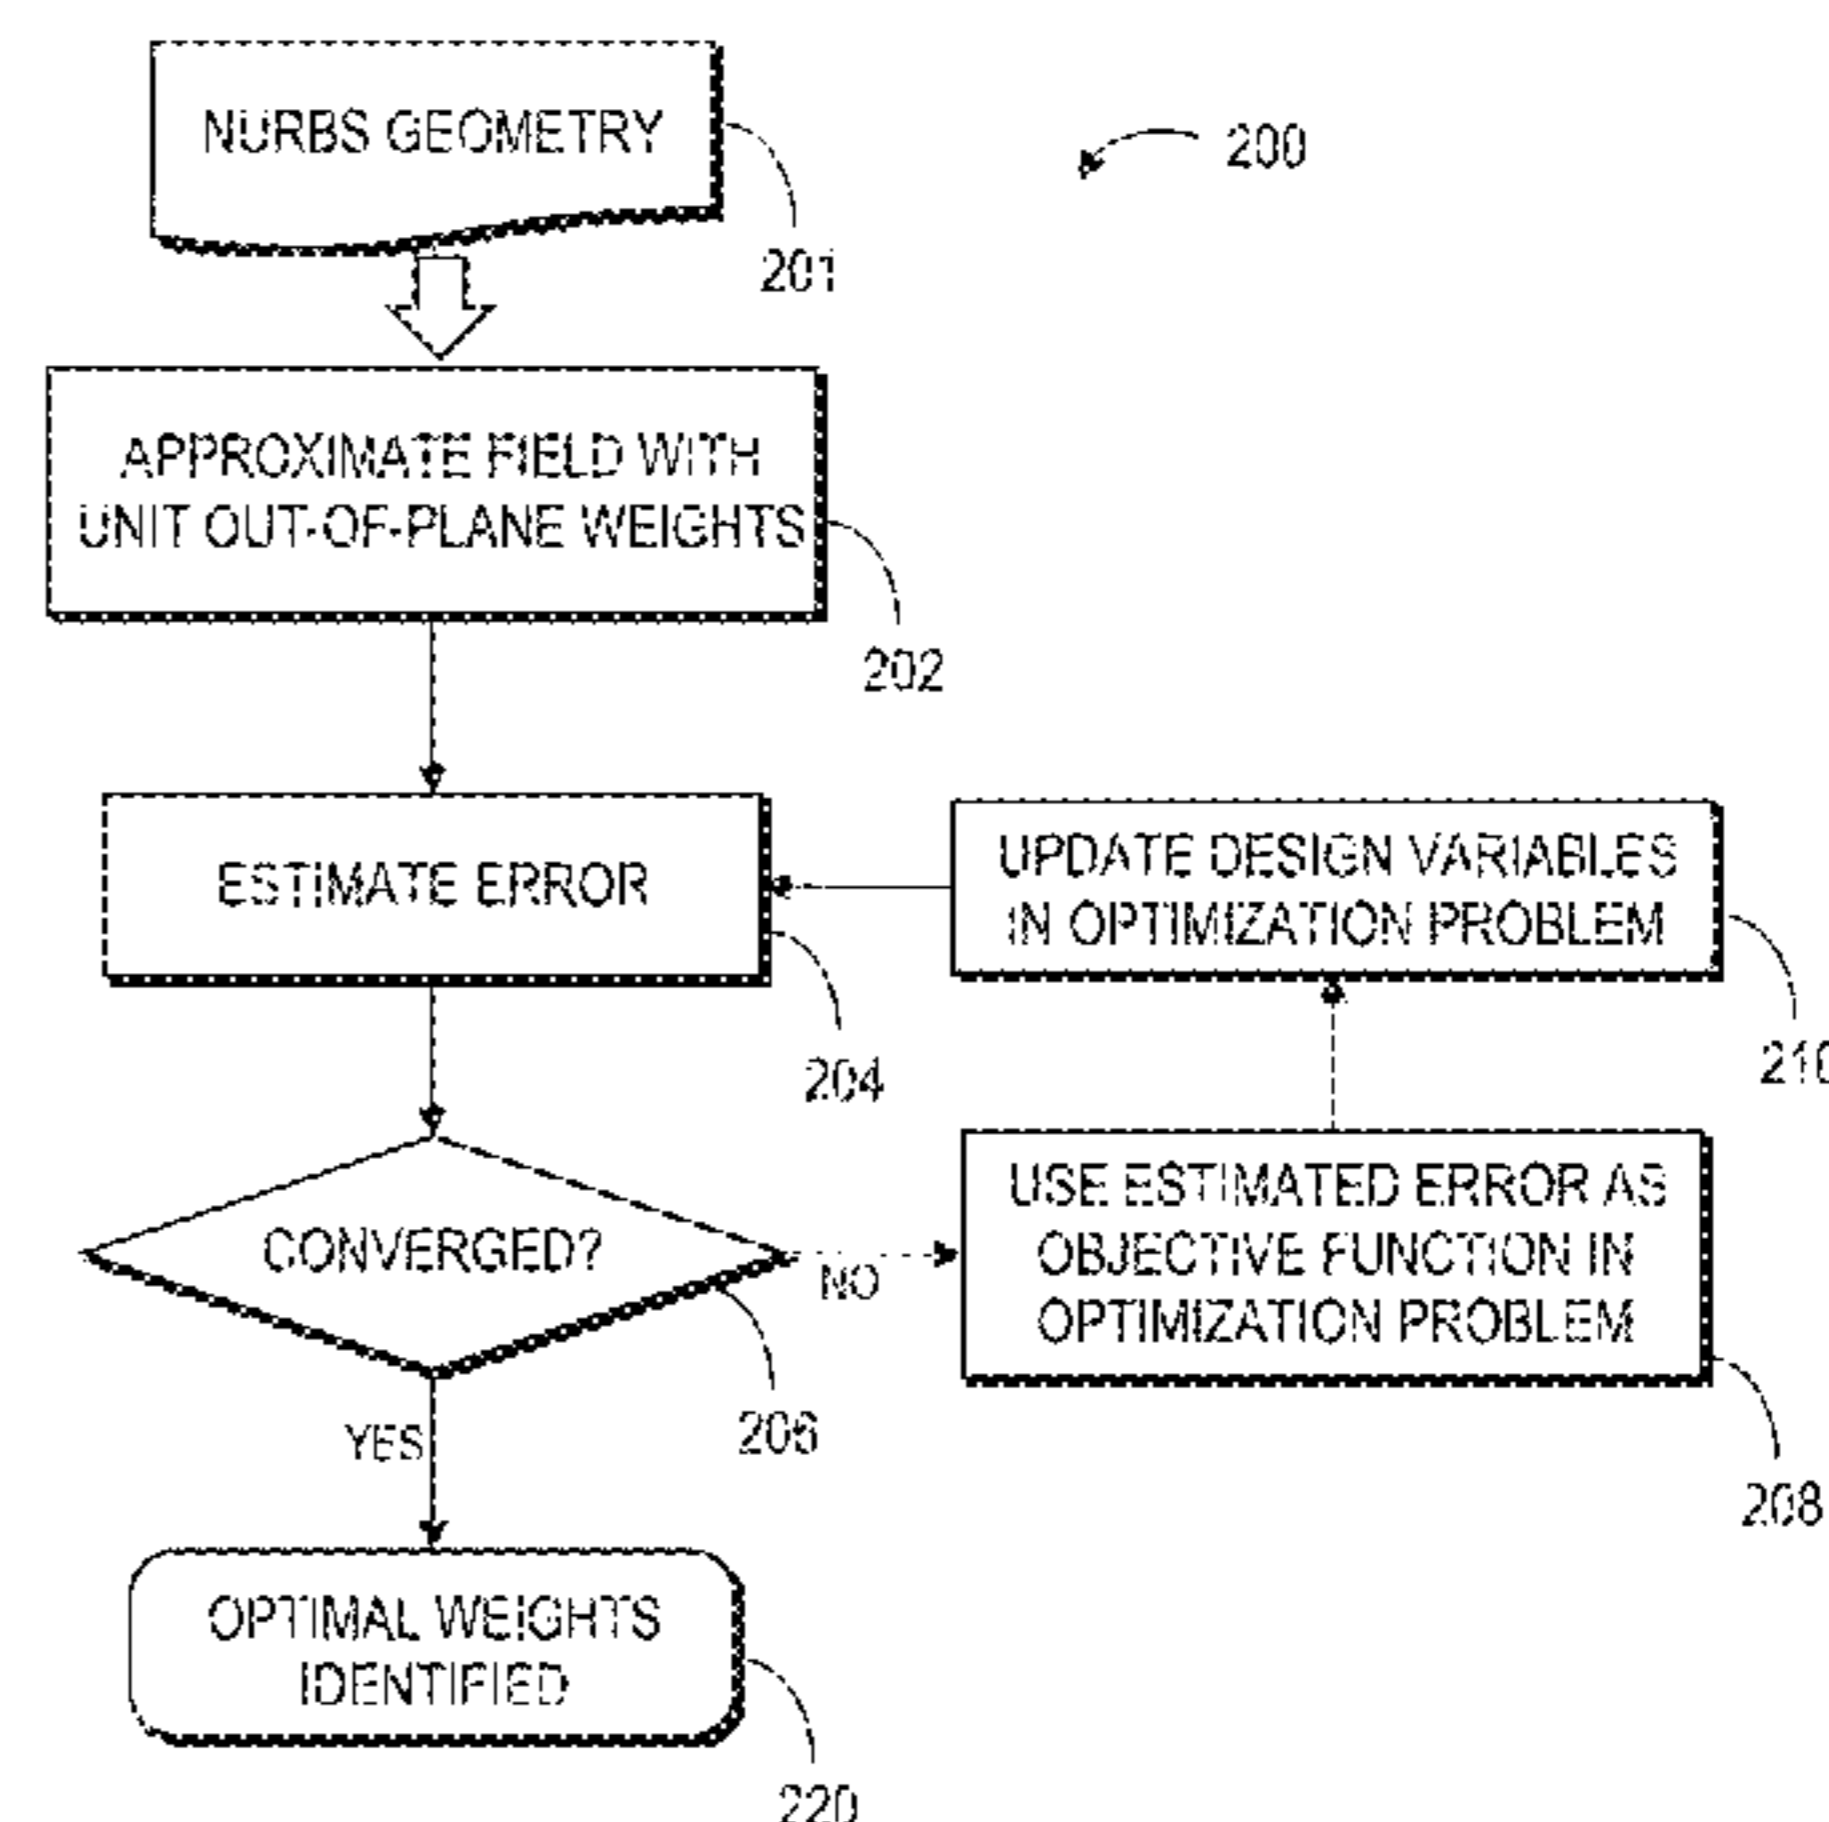 NURBS GEOMETRY
200
201
APPROXIMATE FIELD WITH
UNIT OUT-OF-PLANE WEIGHTS
202
ESTIMATE ERROR
UPDATE DESIGN VARIABLES
IN OPTIMIZATION PROBLEM
204
210
CONVERGED?
NO
USE ESTIMATED ERROR AS
OBJECTIVE FUNCTION IN
OPTIMIZATION PROBLEM
206
YES
208
OPTIMAL WEIGHTS
IDENTIFIED
220